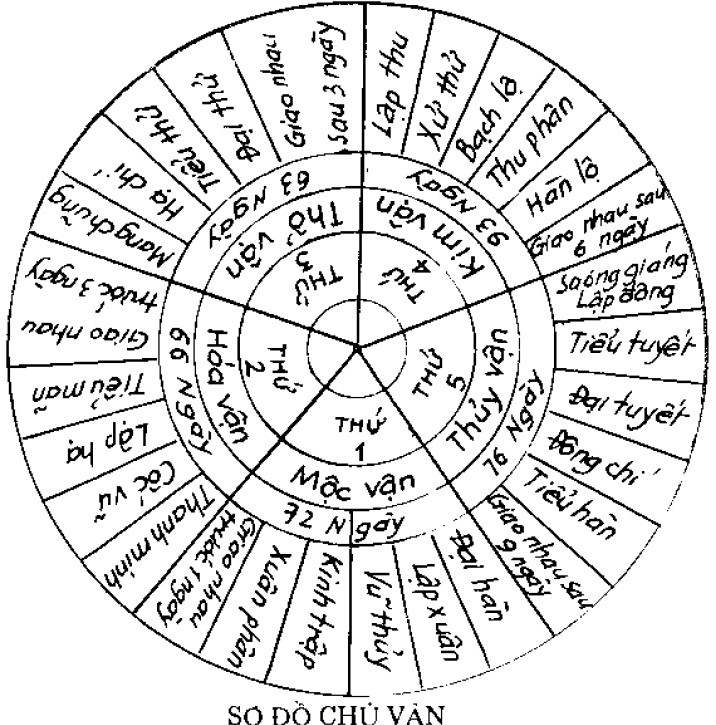 Lập thu
Xử thử
Bạch lộ
Thu phân
Hàn lộ
Giao nhau sau
6 ngày
Saóng giáng
Lập đông
Tiểu tuyết
Đại tuyết
Đông chí
Tiểu hàn
Giao nhau sau
9 ngày
Đại hàn
Lập xuân
Vũ thủy
Kinh trập
Xuân phân
Giao nhau
trước 1 ngày
Thanh minh
Cốc vũ
Lập hạ
Tiểu mãn
Giao nhau
trước 3 ngày
Mang chủng
Hạ chí
Tiểu thử
Đại thử
Giao nhau
sau 3 ngày
93 Ngày
76 Ngày
72 Ngày
66 Ngày
63 Ngày
Kim vận
Thủy vận
Mộc vận
Hỏa vận
Thổ vận
THỨ
4
THỨ
5
THỨ
1
THỨ
2
THỨ
3
SƠ ĐỒ CHỦ VẬN